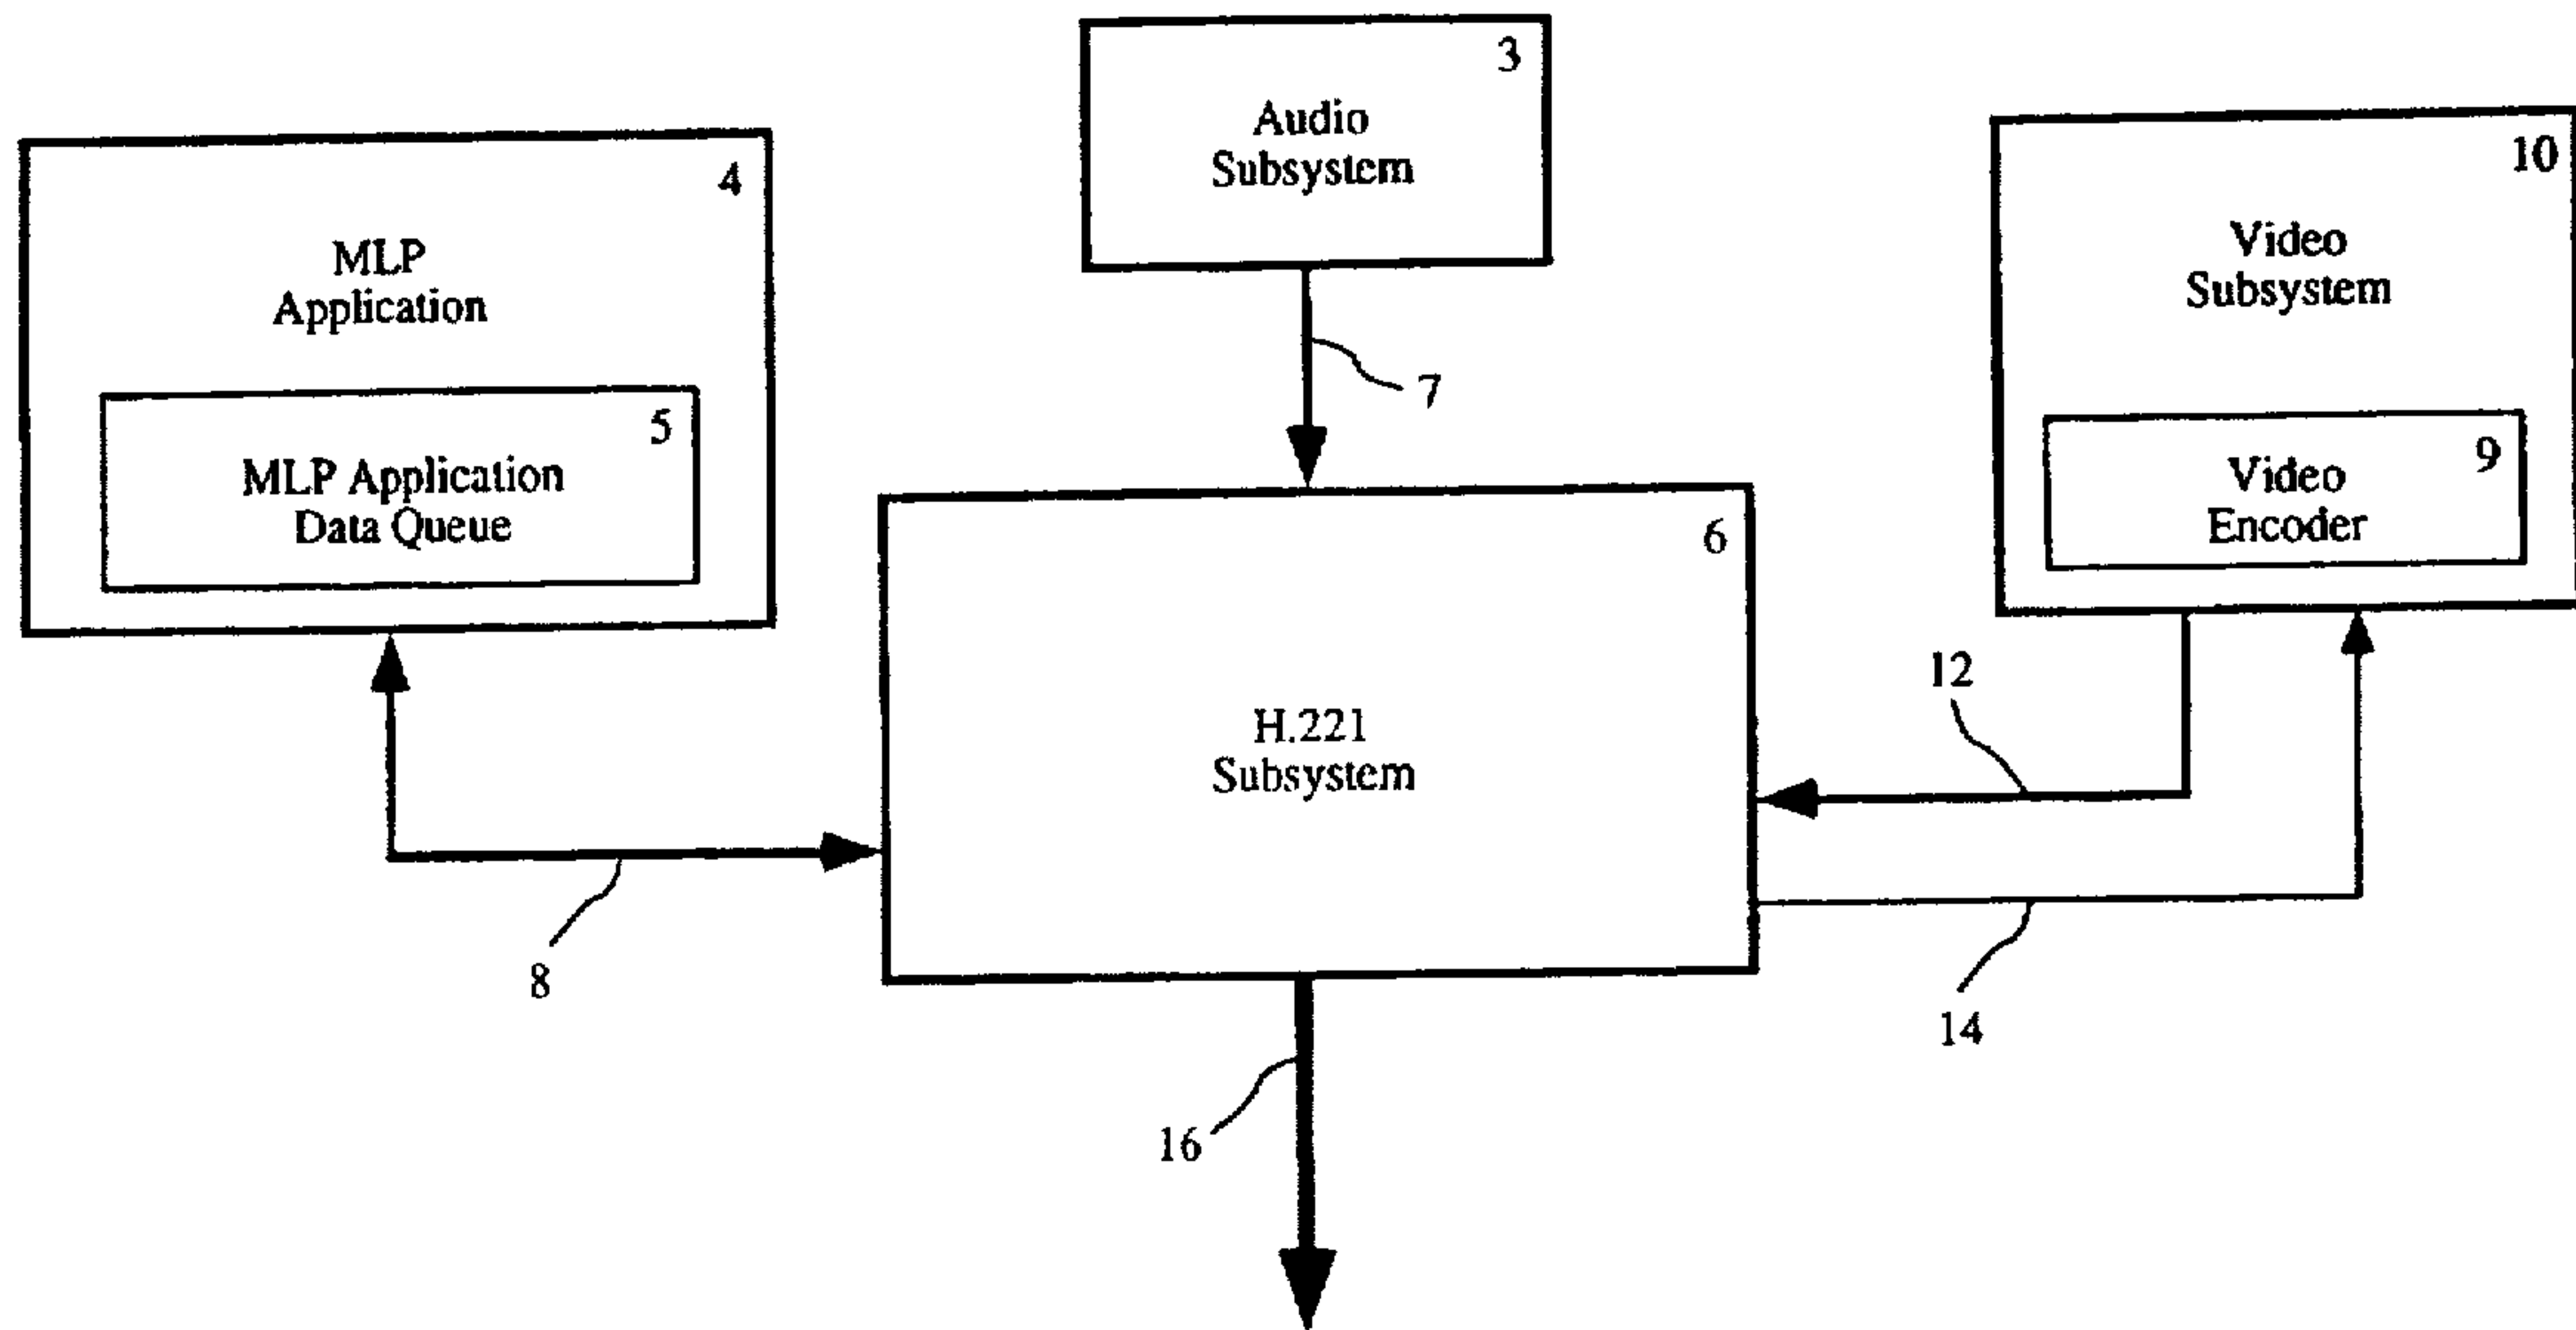 3
Audio
Subsystem
4
MLP
Application
5
MLP Application
Data Queue
10
Video
Subsystem
9
Video
Encoder
7
6
H.221
Subsystem
12
8
14
16